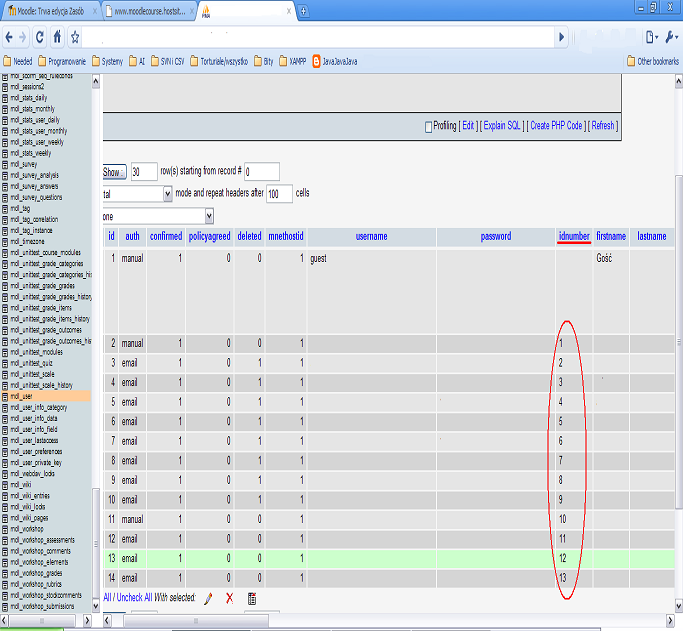 Moodle: Trwa edycja Zasób
www.moodlecourse.hostsit...
PMA
Needed Programowanie Systemy AI SVN i CSV Torturiale/wszystko Bity XAMPP JavaJavaJava Other bookmarks
mdl_scorm_seq_ruleconds
mdl_sessions2
mdl_stats_daily
mdl_stats_monthly
mdl_stats_user_daily
mdl_stats_user_monthly
mdl_stats_user_weekly
mdl_stats_weekly
mdl_survey
mdl_survey_analysis
mdl_survey_answers
mdl_survey_questions
mdl_tag
mdl_tag_correlation
mdl_tag_instance
mdl_timezone
mdl_unittest_course_modules
mdl_unittest_grade_categories
mdl_unittest_grade_categories_his
mdl_unittest_grade_grades
mdl_unittest_grade_grades_history
mdl_unittest_grade_items
mdl_unittest_grade_items_history
mdl_unittest_grade_outcomes
mdl_unittest_grade_outcomes_hist
mdl_unittest_modules
mdl_unittest_quiz
mdl_unittest_scale
mdl_unittest_scale_history
mdl_user
mdl_user_info_category
mdl_user_info_data
mdl_user_info_field
mdl_user_lastaccess
mdl_user_preferences
mdl_user_private_key
mdl_webdav_locks
mdl_wiki
mdl_wiki_entries
mdl_wiki_locks
mdl_wiki_pages
mdl_workshop
mdl_workshop_assessments
mdl_workshop_comments
mdl_workshop_elements
mdl_workshop_grades
mdl_workshop_rubrics
mdl_workshop_stockcomments
mdl_workshop_submissions
Profiling [ Edit ] [ Explain SQL ] [ Create PHP Code ] [ Refresh ]
Show : 30 row(s) starting from record # 0
tal mode and repeat headers after 100 cells
one
id auth confirmed policyagreed deleted mnethostid username password idnumber firstname lastname
1 manual 1 0 0 1 guest Gość
2 manual 1 0 0 1 1
3 email 1 0 1 1 2
4 email 1 0 1 1 3
5 email 1 0 1 1 4
6 email 1 0 1 1 5
7 email 1 0 1 1 6
8 email 1 0 1 1 7
9 email 1 0 1 1 8
10 email 1 0 1 1 9
11 manual 1 0 0 1 10
12 email 1 0 0 1 11
13 email 1 0 0 1 12
14 email 1 0 0 1 13
All / Uncheck All With selected: